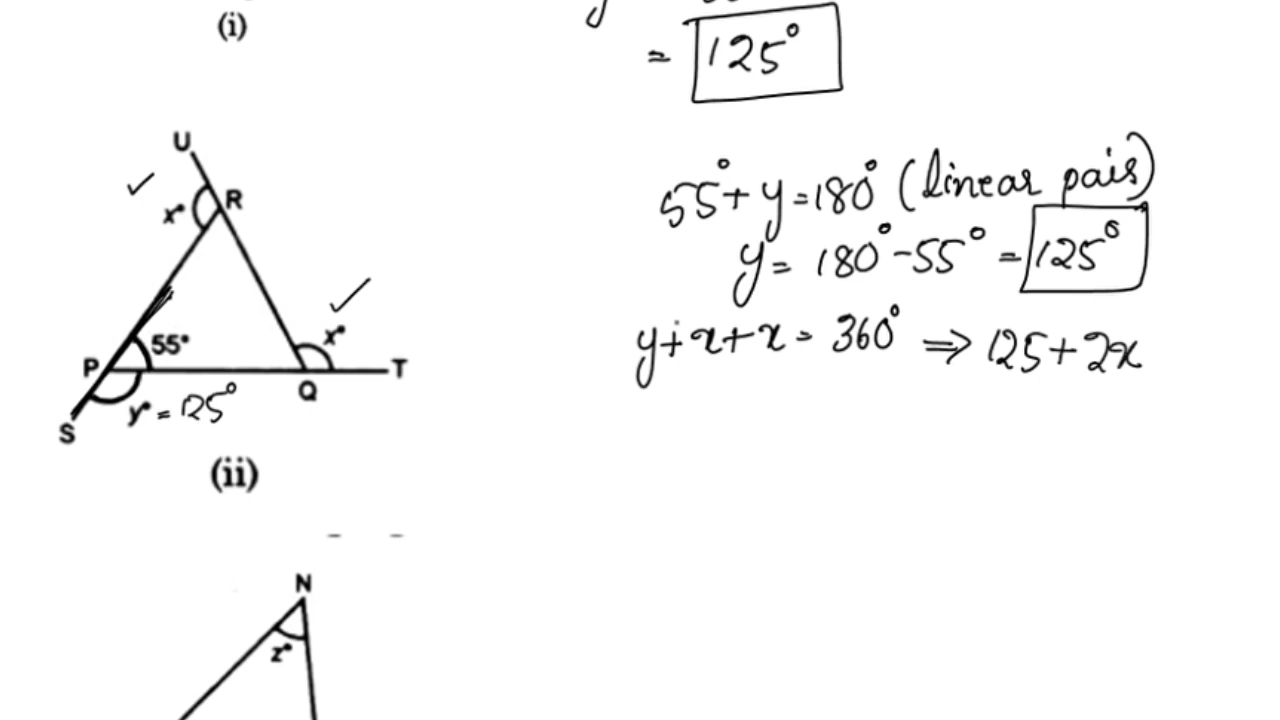 (i)
y
= 125°
U
R
x°
55°
P
Q
T
x°
y° = 125°
S
(ii)
55° + y = 180° (linear pair)
y = 180° - 55° = 125°
y + x + x = 360° ⇒ 125 + 2x
N
z°